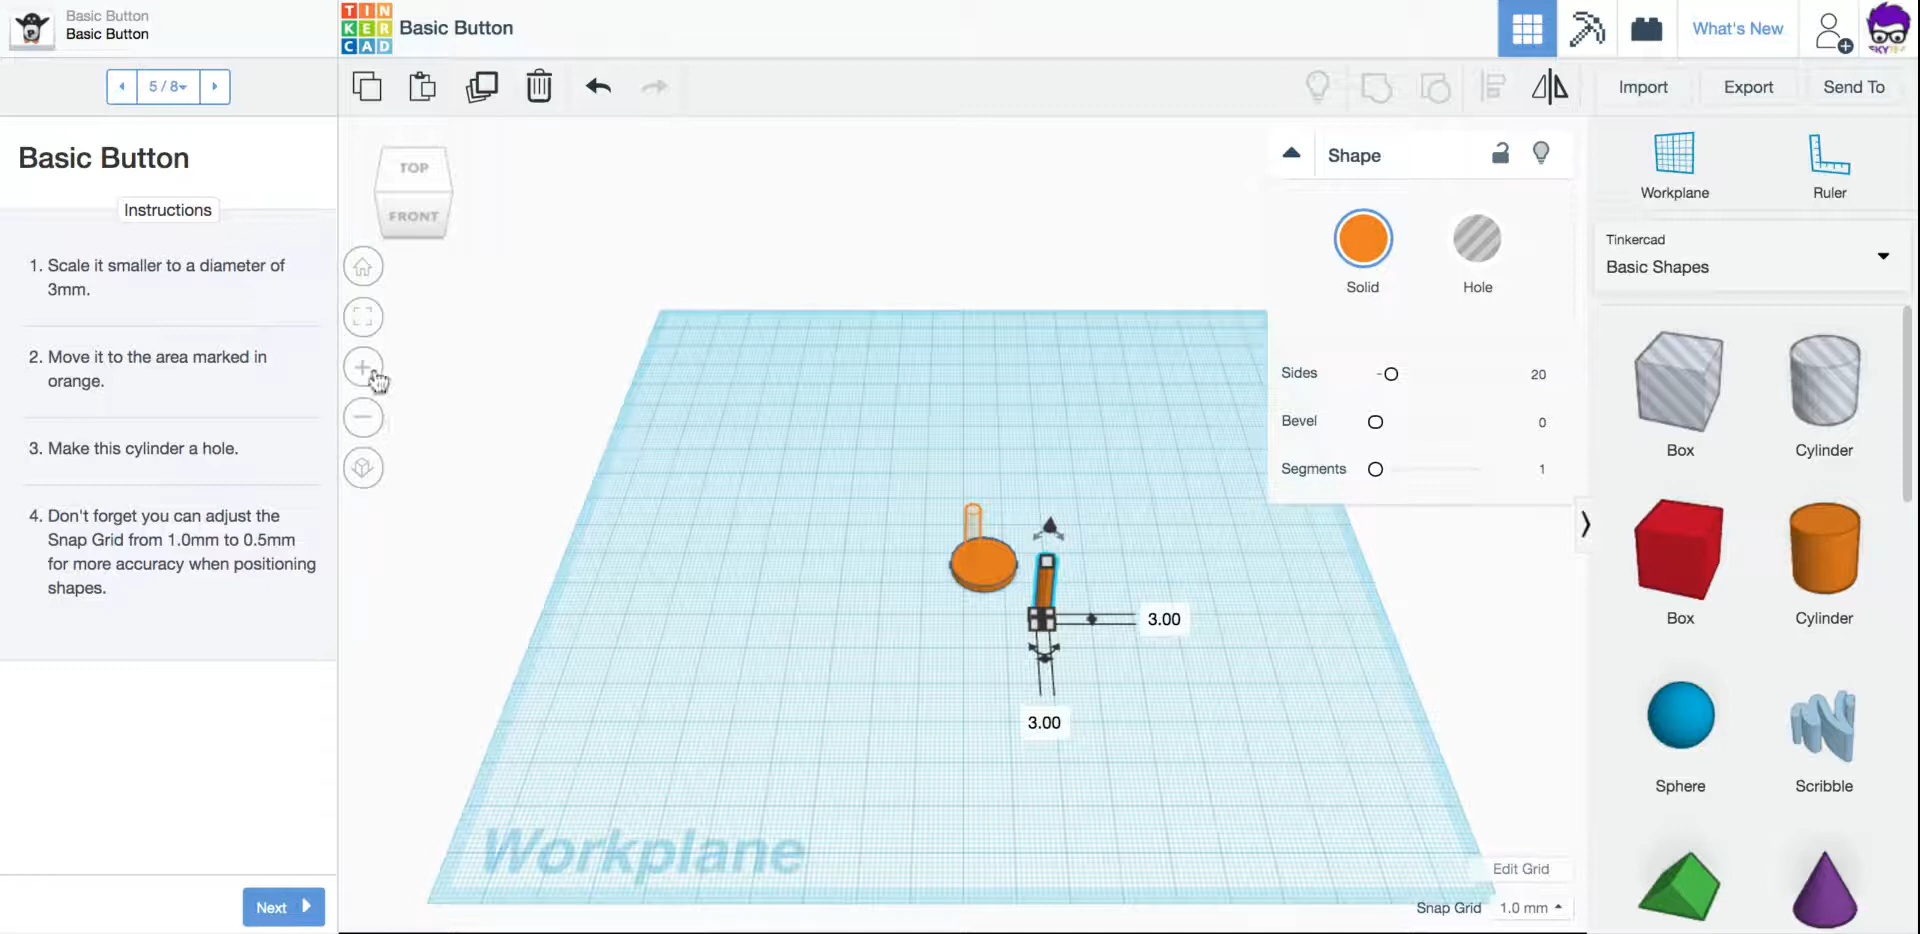 Basic Button
Basic Button
TIN
KER
CAD
Basic Button
What's New
SKY
5 / 8
Import
Export
Send To
Basic Button
Instructions
1. Scale it smaller to a diameter of
3mm.
2. Move it to the area marked in
orange.
3. Make this cylinder a hole.
4. Don't forget you can adjust the
Snap Grid from 1.0mm to 0.5mm
for more accuracy when positioning
shapes.
Next
TOP
FRONT
Shape
Solid
Hole
Sides
20
Bevel
0
Segments
1
3.00
3.00
Workplane
Edit Grid
Snap Grid
1.0 mm
Workplane
Ruler
Tinkercad
Basic Shapes
Box
Cylinder
Box
Cylinder
Sphere
Scribble